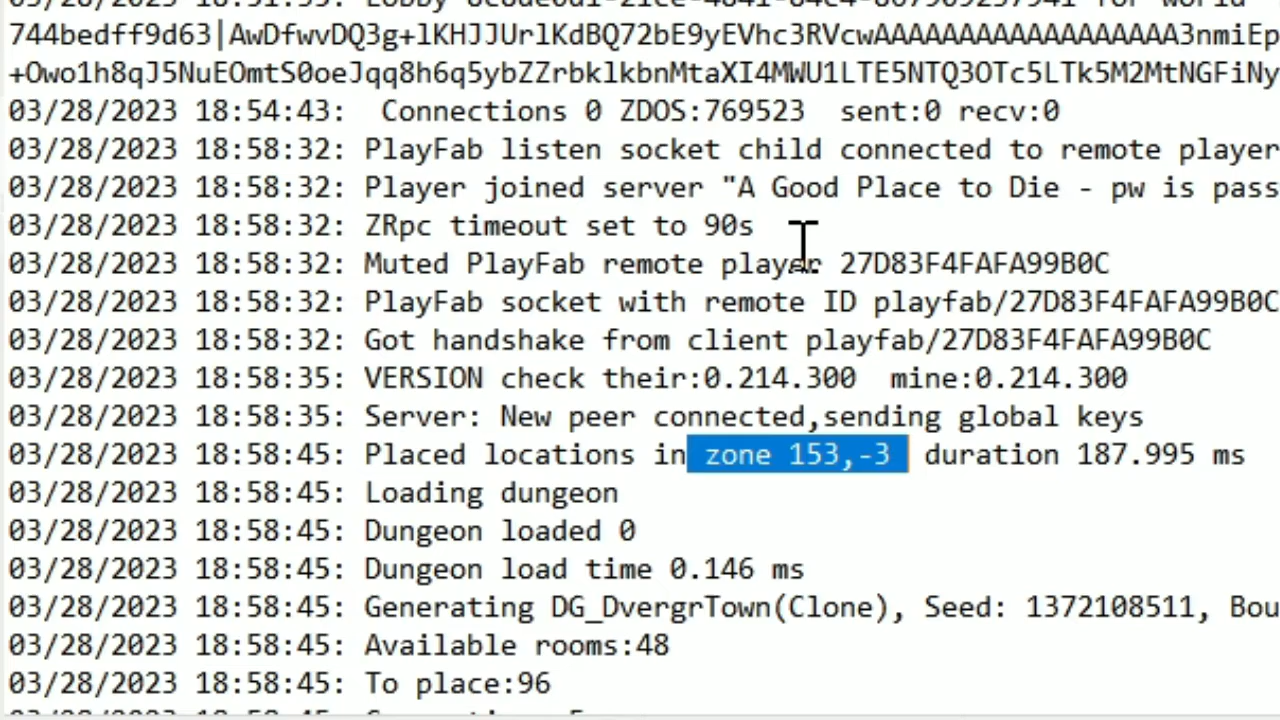 744bedff9d63|AwDfwvDQ3g+lKHJJUrlKdBQ72bE9yEVhc3RVcwAAAAAAAAAAAAAAAAAA3nmiEp
+Owo1h8qJ5NuEOmtS0oeJqq8h6q5ybZZrbklkbnMtaXI4MWU1LTE5NTQ3OTc5LTk5M2MtNGFiNy
03/28/2023 18:54:43:  Connections 0 ZDOS:769523  sent:0 recv:0
03/28/2023 18:58:32: PlayFab listen socket child connected to remote player
03/28/2023 18:58:32: Player joined server "A Good Place to Die - pw is pass
03/28/2023 18:58:32: ZRpc timeout set to 90s
03/28/2023 18:58:32: Muted PlayFab remote player 27D83F4FAFA99B0C
03/28/2023 18:58:32: PlayFab socket with remote ID playfab/27D83F4FAFA99B0C
03/28/2023 18:58:32: Got handshake from client playfab/27D83F4FAFA99B0C
03/28/2023 18:58:35: VERSION check their:0.214.300  mine:0.214.300
03/28/2023 18:58:35: Server: New peer connected,sending global keys
03/28/2023 18:58:45: Placed locations in zone 153,-3  duration 187.995 ms
03/28/2023 18:58:45: Loading dungeon
03/28/2023 18:58:45: Dungeon loaded 0
03/28/2023 18:58:45: Dungeon load time 0.146 ms
03/28/2023 18:58:45: Generating DG_DvergrTown(Clone), Seed: 1372108511, Bou
03/28/2023 18:58:45: Available rooms:48
03/28/2023 18:58:45: To place:96